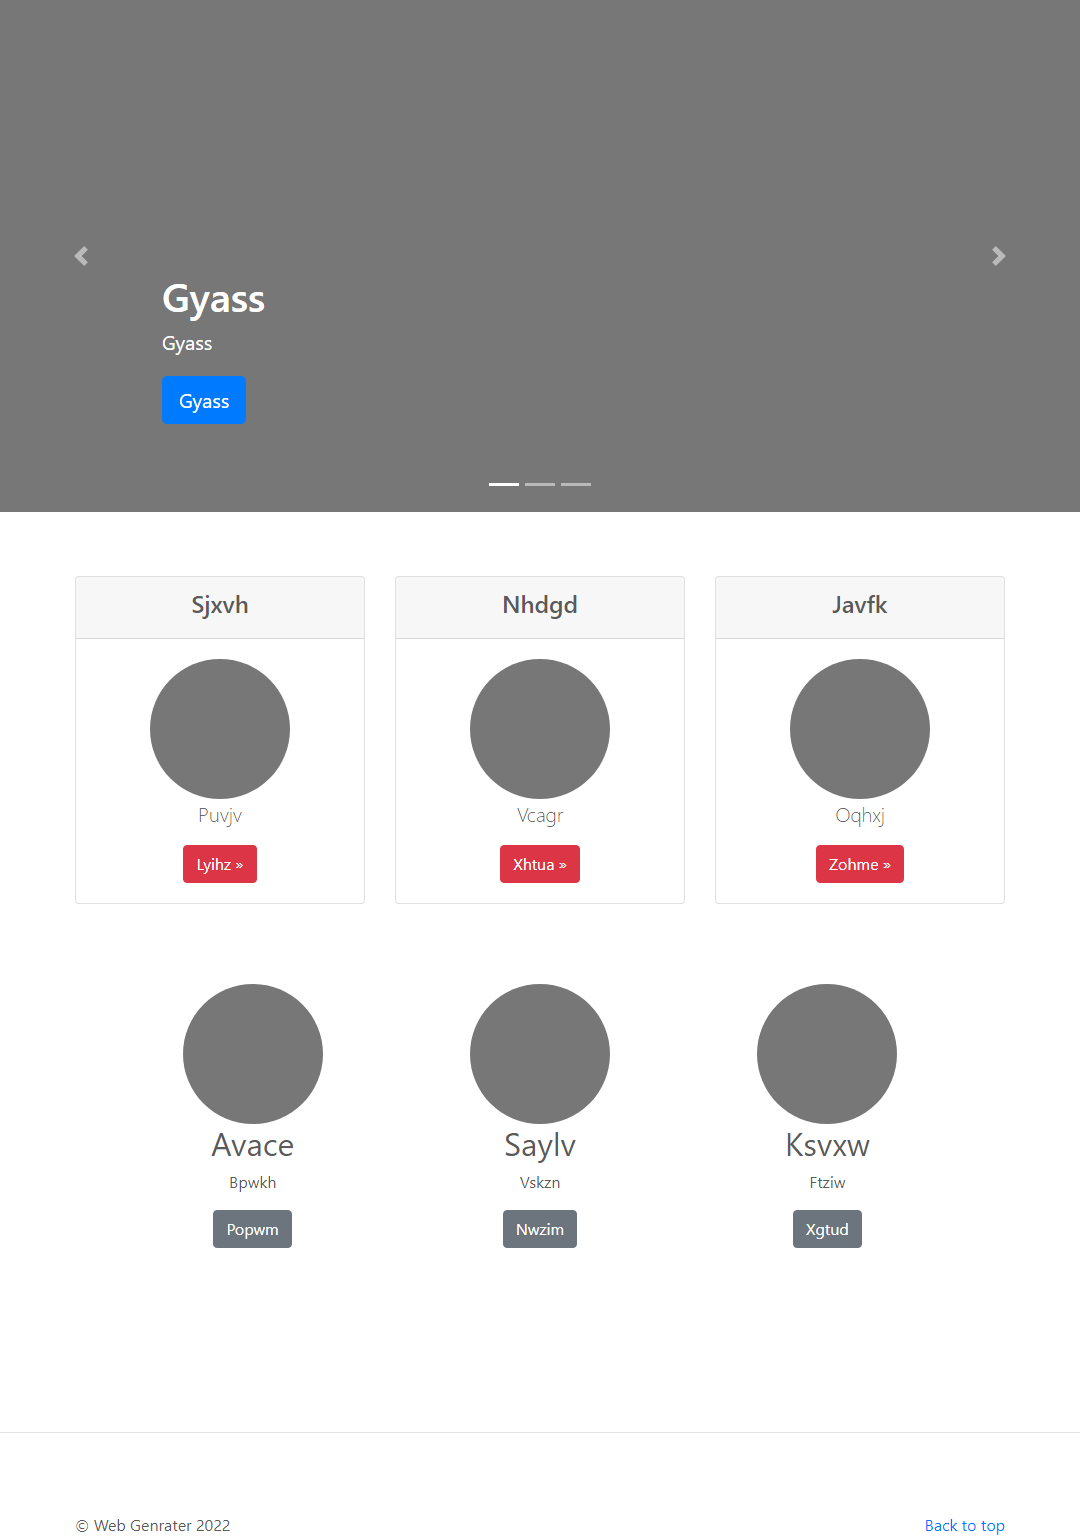 Gyass
Gyass
Gyass
Sjxvh
Nhdgd
Javfk
Puvjv
Vcagr
Oqhxj
Lyihz »
Xhtua »
Zohme »
Avace
Saylv
Ksvxw
Bpwkh
Vskzn
Ftziw
Popwm
Nwzim
Xgtud
© Web Genrater 2022
Back to top